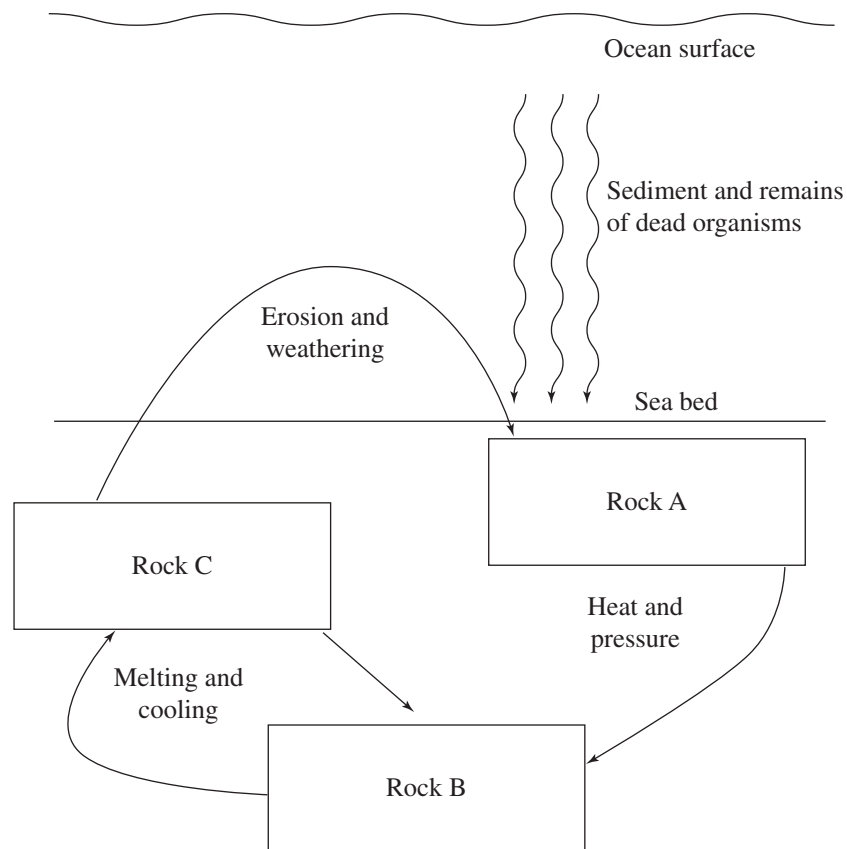 Ocean surface
Sediment and remains
of dead organisms
Erosion and
weathering
Sea bed
Rock A
Rock C
Heat and
pressure
Melting and
cooling
Rock B